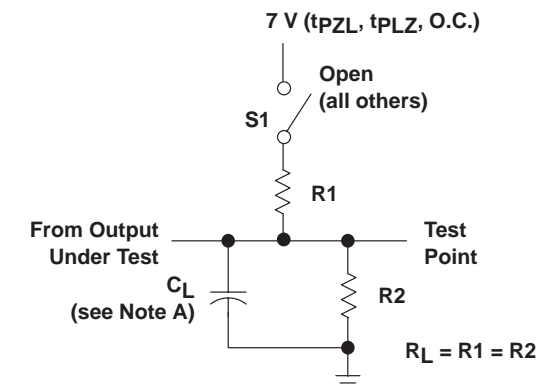 7 V (tPZL, tPLZ, O.C.)
Open
(all others)
S1
R1
From Output
Under Test
Test
Point
CL
(see Note A)
R2
RL = R1 = R2